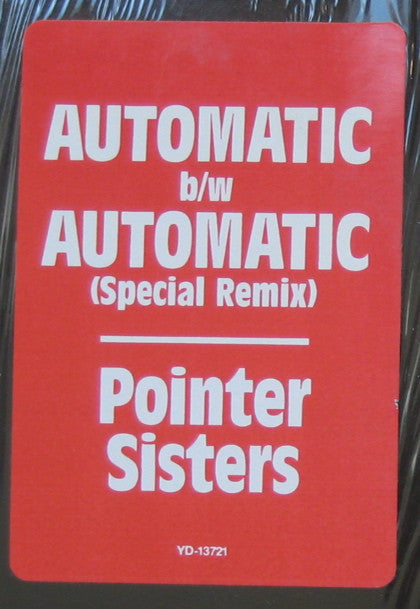 AUTOMATIC
b/w
AUTOMATIC
(Special Remix)
Pointer
Sisters
YD-13721